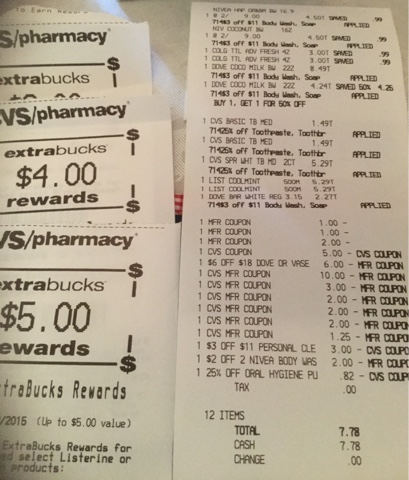 To Earn Rewards
S/pharmacy
extrabucks
VS/pharmacy
extrabucks
$4.00
rewards
VS/pharmacy
xtrabucks
$5.00
ewards
traBucks Rewards
/2015 (Up to $5.00 value)
ExtraBucks Rewards for
ed select Listerine or
products:
1 @ 2/ 9.00 4.50T SAVED .99
71483 off $11 Body Wash, Soap APPLIED
NIV COCONUT BW 16Z
1 @ 2/ 9.00 4.50T SAVED .99
71483 off $11 Body Wash, Soap APPLIED
1 COLG TTL ADV FRESH 4Z 3.00T SAVED .99
1 COLG TTL ADV FRESH 4Z 3.00T SAVED .99
1 DOVE COCO MILK BW 22Z 8.49T
71483 off $11 Body Wash, Soap APPLIED
1 DOVE COCO MILK BW 22Z 4.24T SAVED 50% 4.25
71483 off $11 Body Wash, Soap APPLIED
BUY 1, GET 1 FOR 50% OFF
1 CVS BASIC TB MED 1.49T
71425% off Toothpaste, Toothbr APPLIED
1 CVS BASIC TB MED 1.49T
71425% off Toothpaste, Toothbr APPLIED
1 CVS SPR WHT TB MD 2CT 5.29T
71425% off Toothpaste, Toothbr APPLIED
1 LIST COOLMINT 500M 5.29T
1 LIST COOLMINT 500M 5.29T
1 DOVE BAR WHITE REG 3.15 2.27T
71483 off $11 Body Wash, Soap APPLIED
1 MFR COUPON 1.00 -
1 MFR COUPON 1.00 -
1 MFR COUPON 2.00 -
1 CVS COUPON 5.00 - CVS COUPON
1 $6 OFF $18 DOVE OR VASE 6.00 - MFR COUPON
1 CVS MFR COUPON 10.00 - MFR COUPON
1 CVS MFR COUPON 3.00 - MFR COUPON
1 CVS MFR COUPON 2.00 - MFR COUPON
1 CVS MFR COUPON 2.00 - MFR COUPON
1 CVS MFR COUPON 2.00 - MFR COUPON
1 CVS MFR COUPON 1.25 - MFR COUPON
1 $3 OFF $11 PERSONAL CLE 3.00 - CVS COUPON
1 $2 OFF 2 NIVEA BODY WAS 2.00 - MFR COUPON
1 25% OFF ORAL HYGIENE PU .82 - CVS COUP
TAX .00
12 ITEMS
TOTAL 7.78
CASH 7.78
CHANGE .00